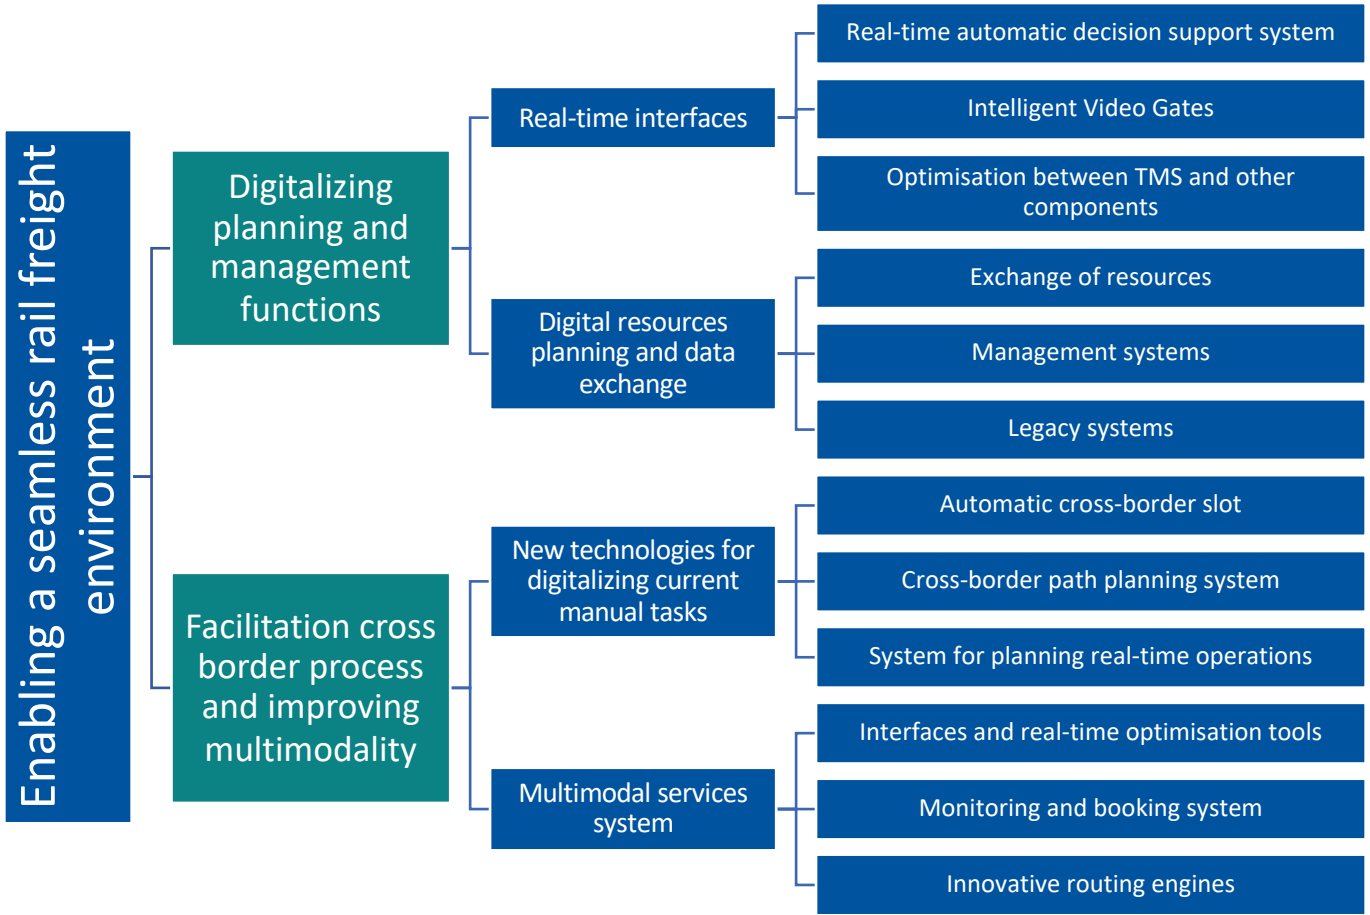 Enabling a seamless rail freight
environment
Digitalizing
planning and
management
functions
Real-time interfaces
Real-time automatic decision support system
Intelligent Video Gates
Optimisation between TMS and other
components
Digital resources
planning and data
exchange
Exchange of resources
Management systems
Legacy systems
Facilitation cross
border process
and improving
multimodality
New technologies for
digitalizing current
manual tasks
Automatic cross-border slot
Cross-border path planning system
System for planning real-time operations
Multimodal services
system
Interfaces and real-time optimisation tools
Monitoring and booking system
Innovative routing engines